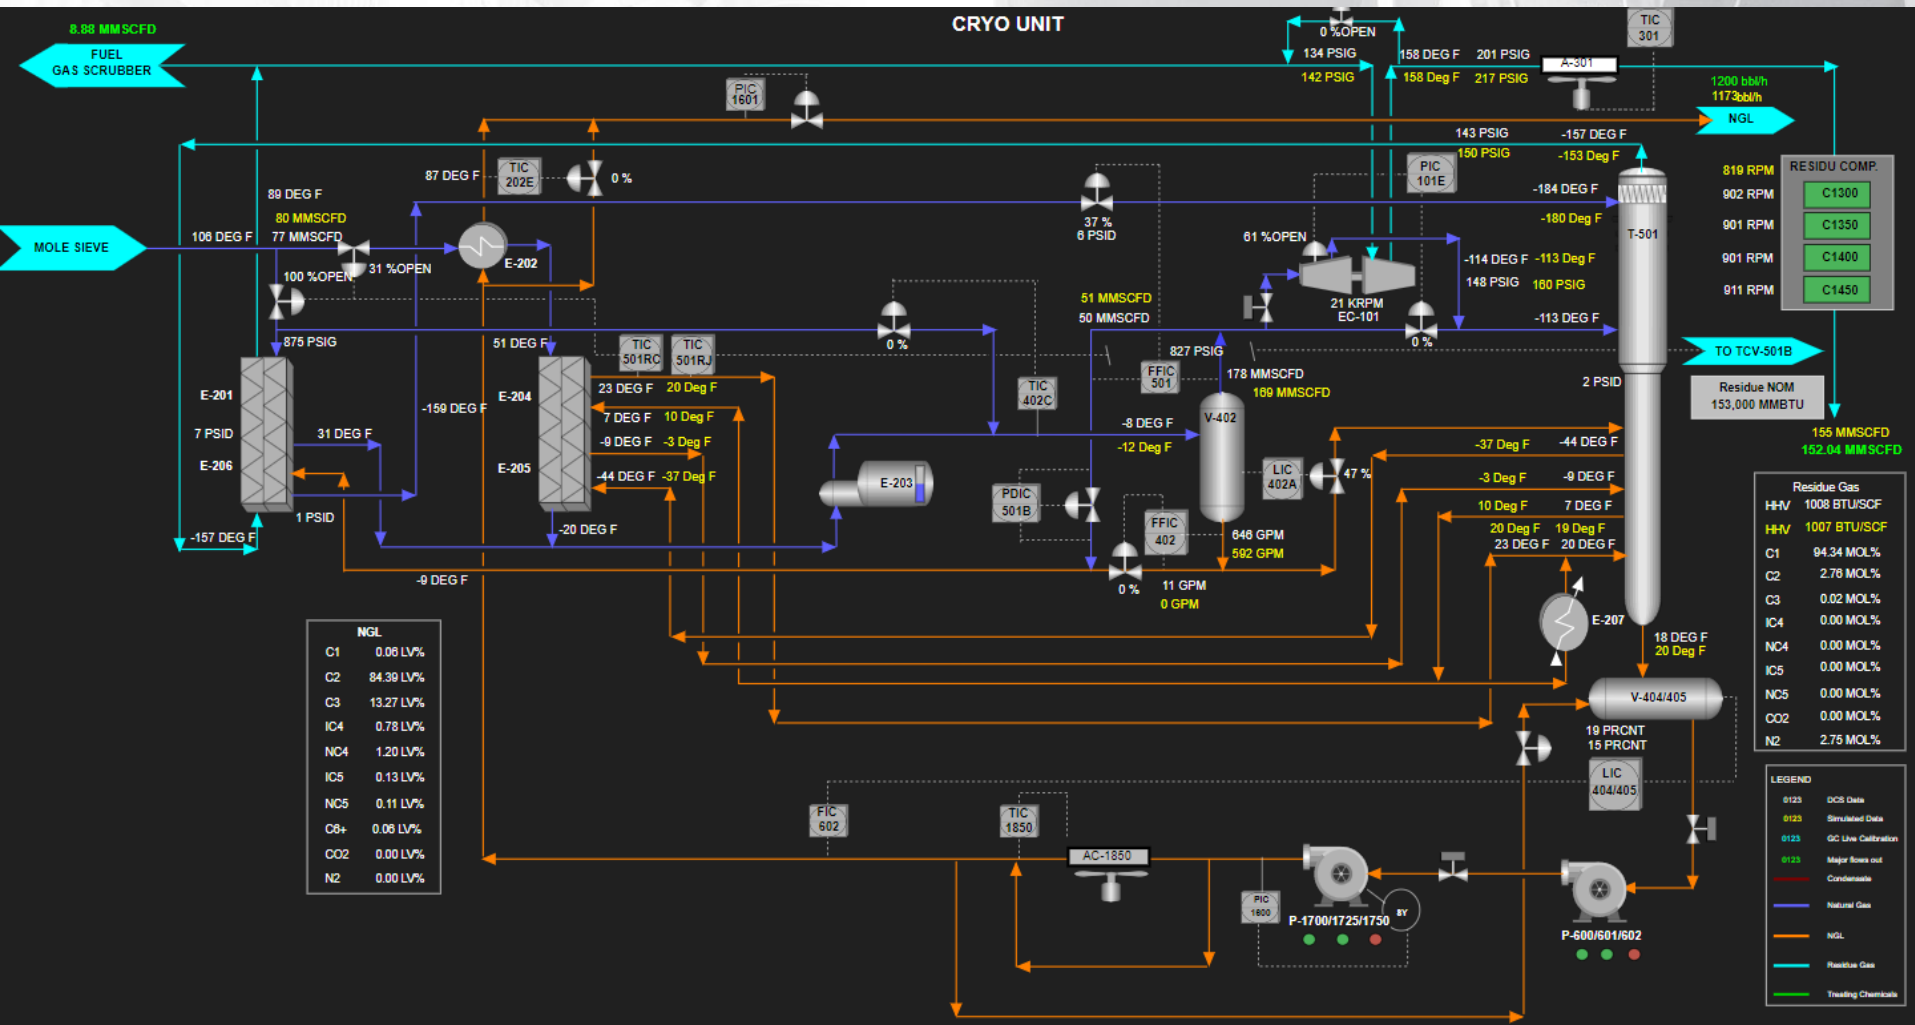 CRYO UNIT
8.88 MMSCFD
FUEL
GAS SCRUBBER
0 %OPEN
134 PSIG
142 PSIG
158 DEG F
158 Deg F
201 PSIG
217 PSIG
A-301
TIC
301
1200 bbl/h
1173bbl/h
NGL
PIC
1601
143 PSIG
150 PSIG
-157 DEG F
-153 Deg F
87 DEG F
TIC
202E
0 %
PIC
101E
819 RPM
902 RPM
901 RPM
901 RPM
911 RPM
RESIDU COMP.
C1300
C1350
C1400
C1450
89 DEG F
80 MMSCFD
77 MMSCFD
MOLE SIEVE
106 DEG F
100 %OPEN
31 %OPEN
E-202
37 %
6 PSID
-184 DEG F
-180 Deg F
T-501
61 %OPEN
-114 DEG F
-113 Deg F
148 PSIG
160 PSIG
21 KRPM
EC-101
-113 DEG F
0 %
51 MMSCFD
50 MMSCFD
0 %
875 PSIG
51 DEG F
TIC
501RC
TIC
501RJ
827 PSIG
178 MMSCFD
169 MMSCFD
FFIC
501
TO TCV-501B
2 PSID
Residue NOM
153,000 MMBTU
E-201
7 PSID
E-206
-159 DEG F
31 DEG F
1 PSID
-157 DEG F
E-204
E-205
23 DEG F
20 Deg F
7 DEG F
10 Deg F
-9 DEG F
-3 Deg F
-44 DEG F
-37 Deg F
-20 DEG F
TIC
402C
-8 DEG F
-12 Deg F
V-402
E-203
PDIC
501B
LIC
402A
47 %
FFIC
402
646 GPM
592 GPM
0 %
11 GPM
0 GPM
-9 DEG F
-37 Deg F
-44 DEG F
-3 Deg F
-9 DEG F
10 Deg F
7 DEG F
20 Deg F
19 Deg F
23 DEG F
20 DEG F
E-207
18 DEG F
20 Deg F
155 MMSCFD
152.04 MMSCFD
Residue Gas
HHV 1008 BTU/SCF
HHV 1007 BTU/SCF
C1 94.34 MOL%
C2 2.76 MOL%
C3 0.02 MOL%
IC4 0.00 MOL%
NC4 0.00 MOL%
IC5 0.00 MOL%
NC5 0.00 MOL%
CO2 0.00 MOL%
N2 2.75 MOL%
NGL
C1 0.06 LV%
C2 84.39 LV%
C3 13.27 LV%
IC4 0.78 LV%
NC4 1.20 LV%
IC5 0.13 LV%
NC5 0.11 LV%
C6+ 0.06 LV%
CO2 0.00 LV%
N2 0.00 LV%
V-404/405
19 PRCNT
15 PRCNT
LIC
404/405
FIC
602
TIC
1850
AC-1850
PIC
1600
P-1700/1725/1750
SY
P-600/601/602
LEGEND
0123 DCS Data
0123 Simulated Data
0123 GC Live Calibration
0123 Major flows out
Condensate
Natural Gas
NGL
Residue Gas
Treating Chemicals